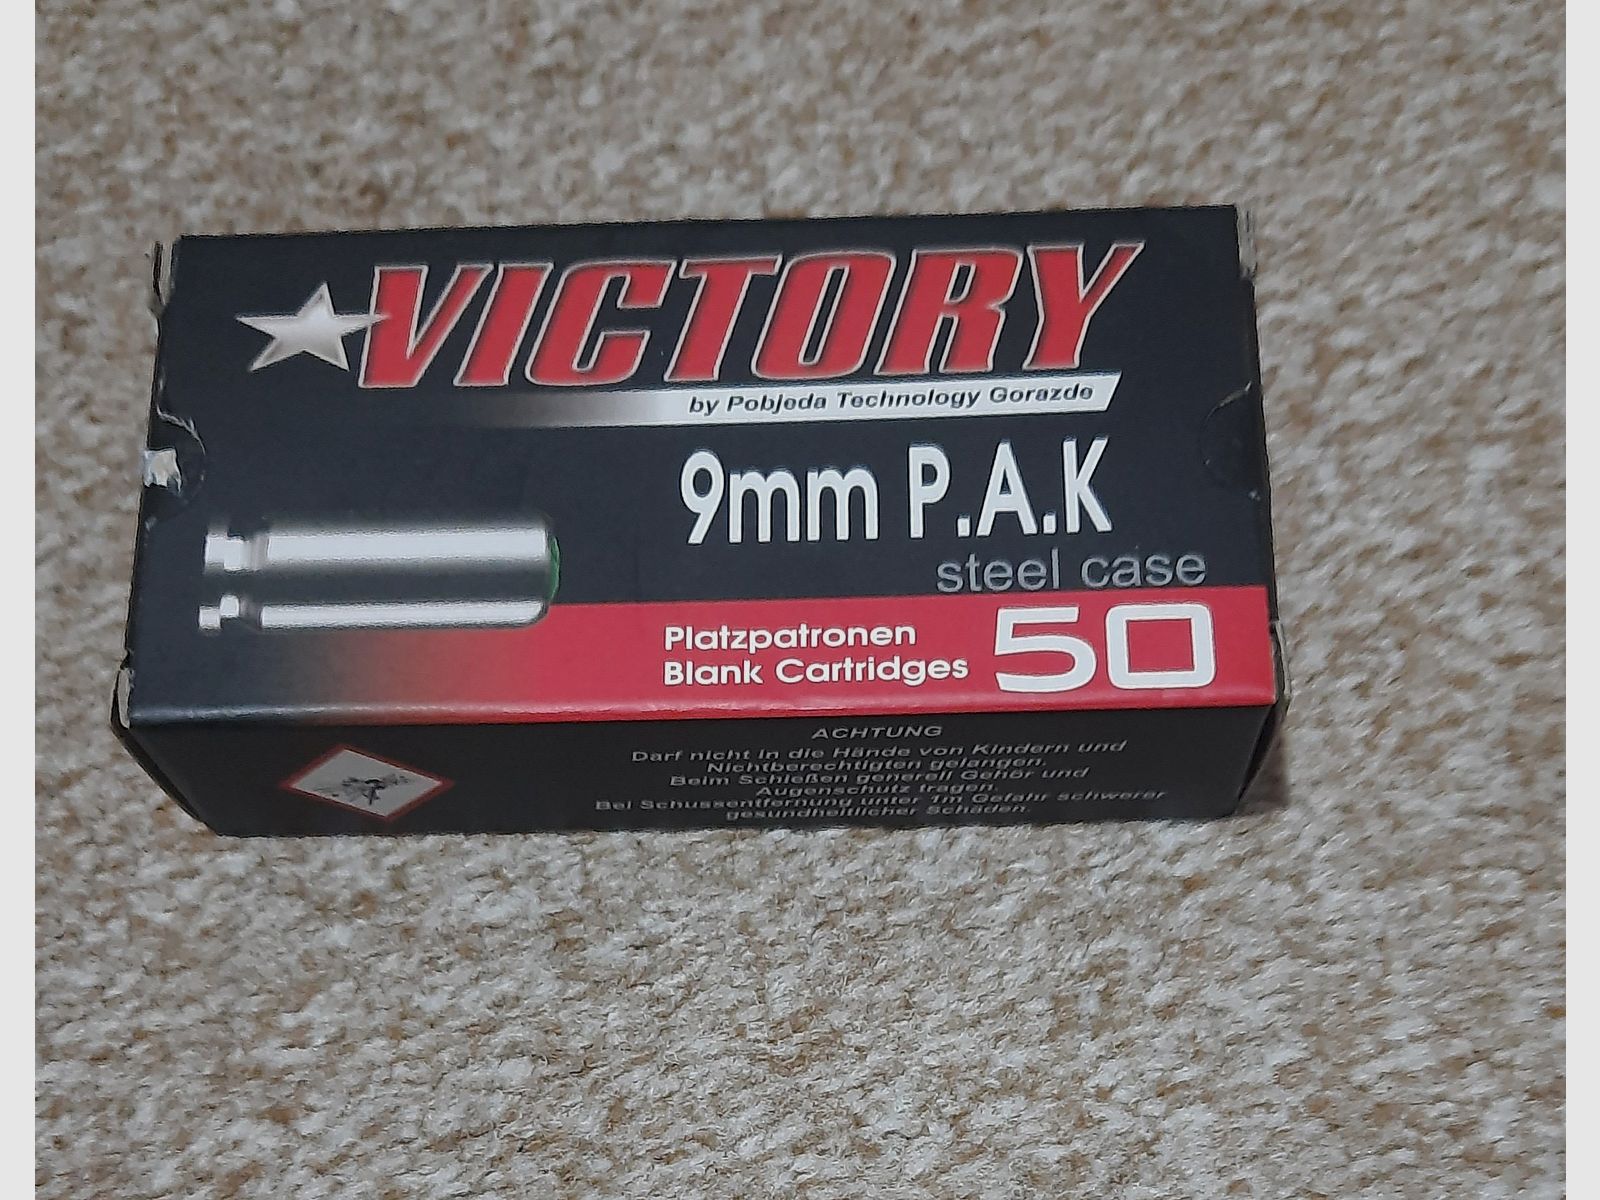 VICTORY
by Pobjeda Technology Gorazde
9mm P.A.K
steel case
Platzpatronen
Blank Cartridges
50
ACHTUNG
Darf nicht in die Hände von Kindern und
Nichtberechtigten gelangen.
Beim Schießen generell Gehör und
Augenschutz tragen.
Bei Schussentfernung unter 1m Gefahr schwerer
gesundheitlicher Schäden.